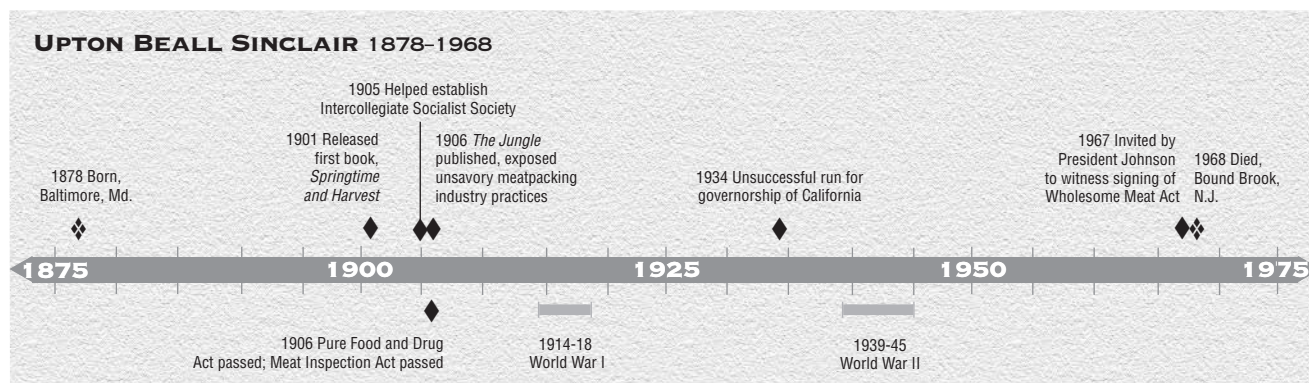 UPTON BEALL SINCLAIR 1878–1968
1905 Helped establish
Intercollegiate Socialist Society
1901 Released
first book,
Springtime
and Harvest
1906 The Jungle
published, exposed
unsavory meatpacking
industry practices
1967 Invited by
President Johnson
to witness signing of
Wholesome Meat Act
1968 Died,
Bound Brook,
N.J.
1878 Born,
Baltimore, Md.
1934 Unsuccessful run for
governorship of California
1875 1900 1925 1950 1975
1906 Pure Food and Drug
Act passed; Meat Inspection Act passed
1914-18
World War I
1939-45
World War II